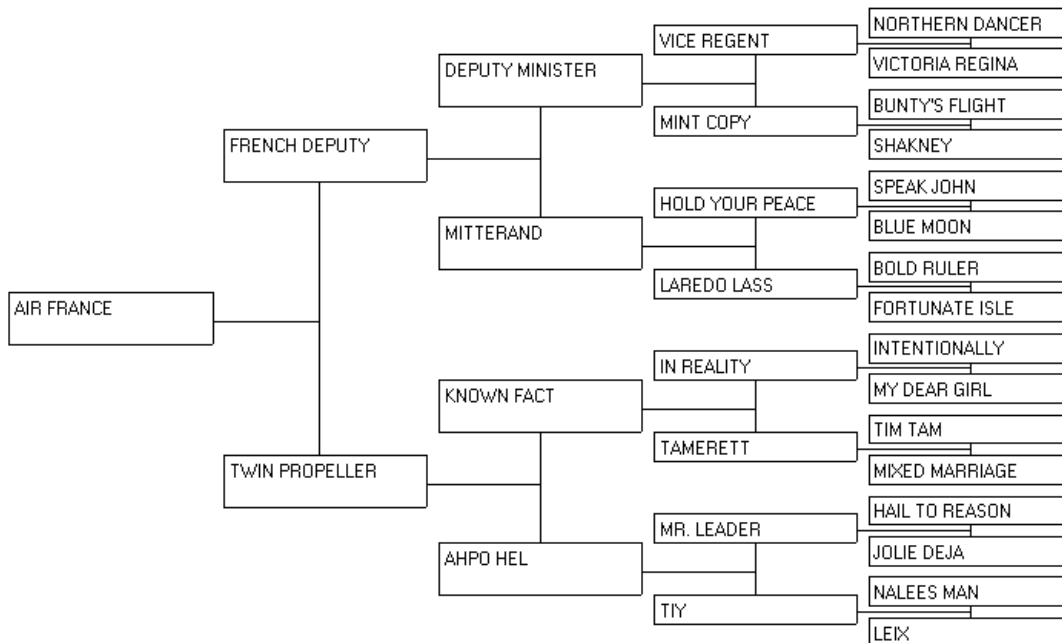 NORTHERN DANCER
VICE REGENT
VICTORIA REGINA
DEPUTY MINISTER
BUNTY'S FLIGHT
MINT COPY
SHAKNEY
FRENCH DEPUTY
SPEAK JOHN
HOLD YOUR PEACE
BLUE MOON
MITTERAND
BOLD RULER
LAREDO LASS
FORTUNATE ISLE
AIR FRANCE
INTENTIONALLY
IN REALITY
MY DEAR GIRL
KNOWN FACT
TIM TAM
TAMERETT
MIXED MARRIAGE
TWIN PROPELLER
HAIL TO REASON
MR. LEADER
JOLIE DEJA
AHPO HEL
NALEES MAN
TIY
LEIX